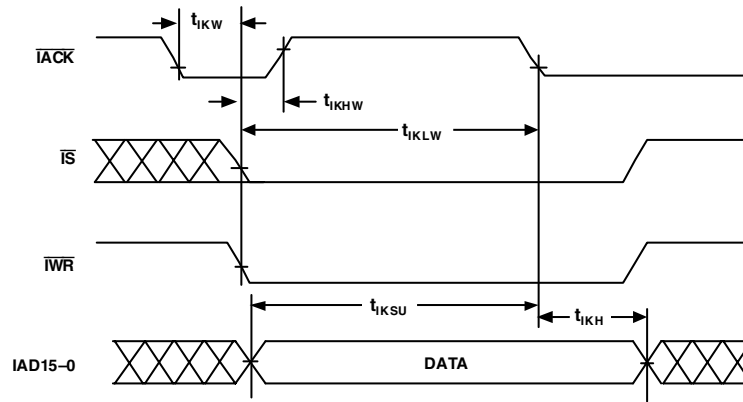 tIKW
IACK
tIKHW
tIKLW
IS
IWR
tIKSU
tIKH
IAD15–0
DATA